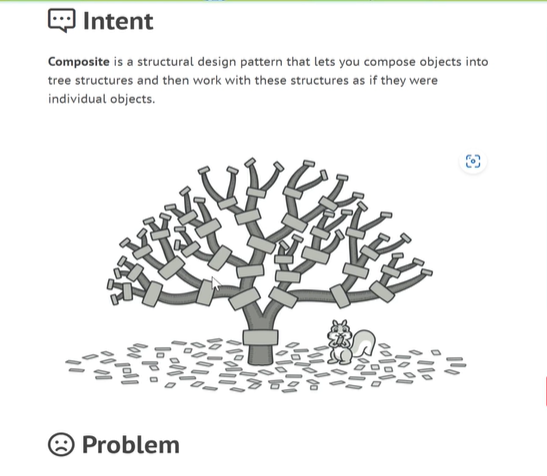 Intent
Composite is a structural design pattern that lets you compose objects into
tree structures and then work with these structures as if they were
individual objects.
Problem